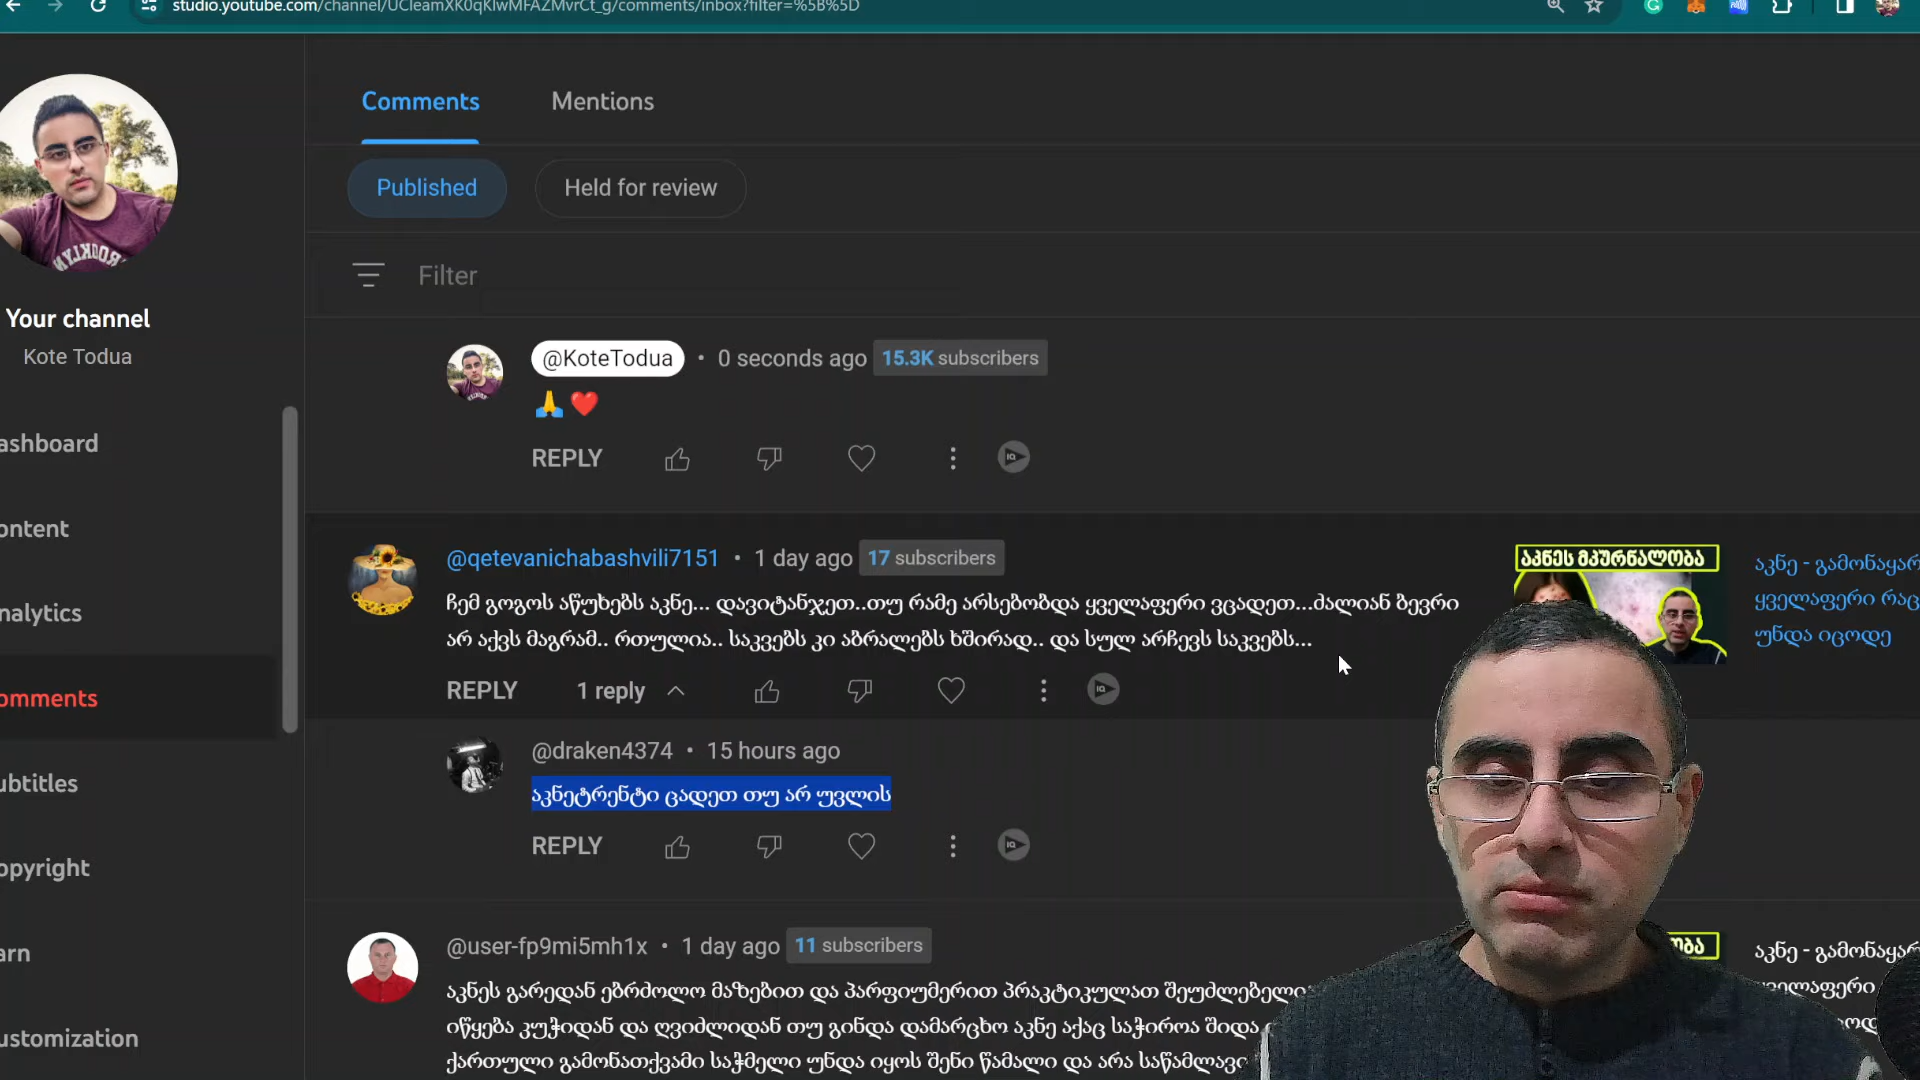 studio.youtube.com/channel/UCIeamXK0qKIwMFAZMvrCt_g/comments/inbox?filter=%5B%5D
Comments
Mentions
Published
Held for review
Filter
Your channel
Kote Todua
ashboard
ontent
nalytics
omments
ubtitles
opyright
arn
ustomization
@KoteTodua • 0 seconds ago 15.3K subscribers
🙏❤️
REPLY
@qetevanichabashvili7151 • 1 day ago 17 subscribers
ჩემ გოგოს აწუხებს აკნე... დავიტანჯეთ..თუ რამე არსებობდა ყველაფერი ვცადეთ...ძალიან ბევრი
არ აქვს მაგრამ.. რთულია.. საკვებს კი აბრალებს ხშირად.. და სულ არჩევს საკვებს...
REPLY 1 reply
აკნეს მკურნალობა
აკნე - გამონაყარ
ყველაფერი რაც
უნდა იცოდე
@draken4374 • 15 hours ago
აკნეტრენტი ცადეთ თუ არ უვლის
REPLY
@user-fp9mi5mh1x • 1 day ago 11 subscribers
აკნეს გარედან ებრძოლო მაზებით და პარფიუმერით პრაკტიკულათ შეუძლებელი
იწყება კუჭიდან და ღვიძლიდან თუ გინდა დამარცხო აკნე აქაც საჭიროა შიდა
ქართული გამონათქვამი საჭმელი უნდა იყოს შენი წამალი და არა საწამლავი
აკნე - გამონაყარ
ყველაფერი